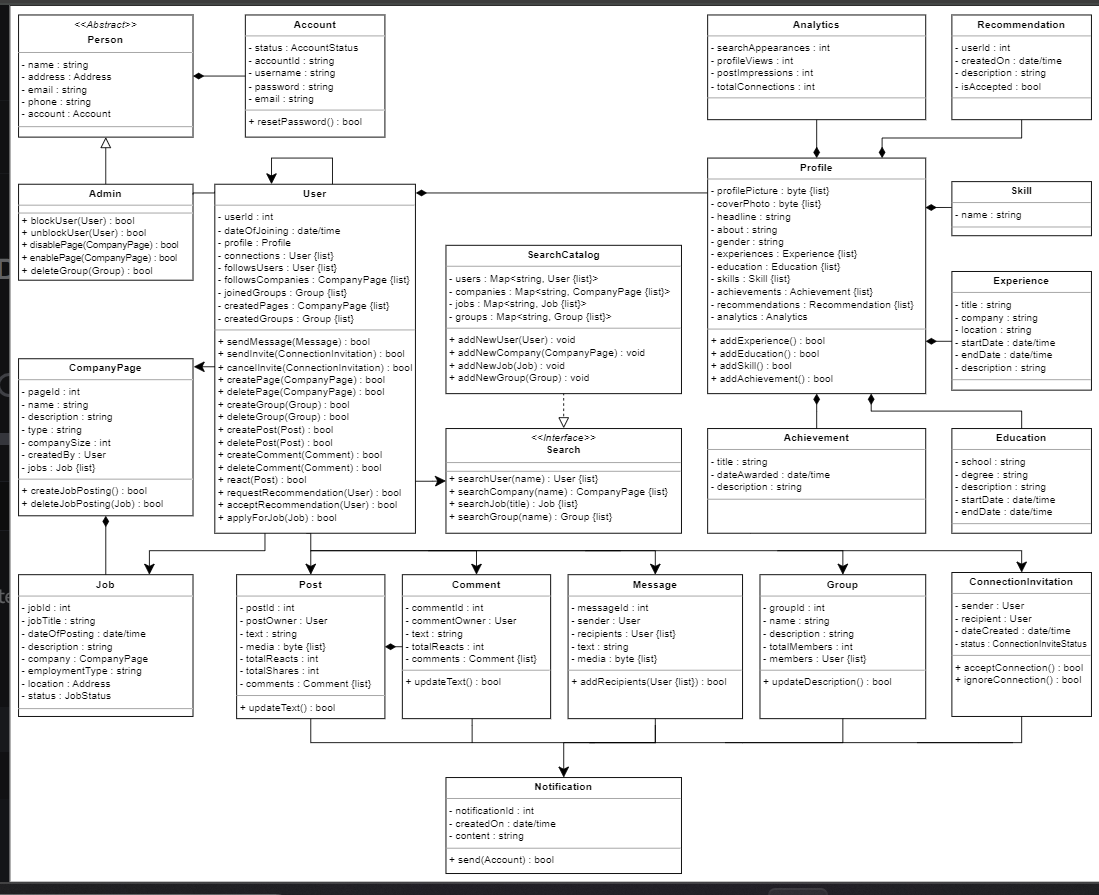 <<Abstract>>
Person
- name : string
- address : Address
- email : string
- phone : string
- account : Account
Account
- status : AccountStatus
- accountId : string
- username : string
- password : string
- email : string
+ resetPassword() : bool
Analytics
- searchAppearances : int
- profileViews : int
- postImpressions : int
- totalConnections : int
Recommendation
- userId : int
- createdOn : date/time
- description : string
- isAccepted : bool
Admin
+ blockUser(User) : bool
+ unblockUser(User) : bool
+ disablePage(CompanyPage) : bool
+ enablePage(CompanyPage) : bool
+ deleteGroup(Group) : bool
User
- userId : int
- dateOfJoining : date/time
- profile : Profile
- connections : User {list}
- followsUsers : User {list}
- followsCompanies : CompanyPage {list}
- joinedGroups : Group {list}
- createdPages : CompanyPage {list}
- createdGroups : Group {list}
+ sendMessage(Message) : bool
+ sendInvite(ConnectionInvitation) : bool
+ cancelInvite(ConnectionInvitation) : bool
+ createPage(CompanyPage) : bool
+ deletePage(CompanyPage) : bool
+ createGroup(Group) : bool
+ deleteGroup(Group) : bool
+ createPost(Post) : bool
+ deletePost(Post) : bool
+ createComment(Comment) : bool
+ deleteComment(Comment) : bool
+ react(Post) : bool
+ requestRecommendation(User) : bool
+ acceptRecommendation(User) : bool
+ applyForJob(Job) : bool
SearchCatalog
- users : Map<string, User {list}>
- companies : Map<string, CompanyPage {list}>
- jobs : Map<string, Job {list}>
- groups : Map<string, Group {list}>
+ addNewUser(User) : void
+ addNewCompany(CompanyPage) : void
+ addNewJob(Job) : void
+ addNewGroup(Group) : void
Profile
- profilePicture : byte {list}
- coverPhoto : byte {list}
- headline : string
- about : string
- gender : string
- experiences : Experience {list}
- education : Education {list}
- skills : Skill {list}
- achievements : Achievement {list}
- recommendations : Recommendation {list}
- analytics : Analytics
+ addExperience() : bool
+ addEducation() : bool
+ addSkill() : bool
+ addAchievement() : bool
Skill
- name : string
Experience
- title : string
- company : string
- location : string
- startDate : date/time
- endDate : date/time
- description : string
CompanyPage
- pageId : int
- name : string
- description : string
- type : string
- companySize : int
- createdBy : User
- jobs : Job {list}
+ createJobPosting() : bool
+ deleteJobPosting(Job) : bool
<<Interface>>
Search
+ searchUser(name) : User {list}
+ searchCompany(name) : CompanyPage {list}
+ searchJob(title) : Job {list}
+ searchGroup(name) : Group {list}
Achievement
- title : string
- dateAwarded : date/time
- description : string
Education
- school : string
- degree : string
- description : string
- startDate : date/time
- endDate : date/time
Job
- jobId : int
- jobTitle : string
- dateOfPosting : date/time
- description : string
- company : CompanyPage
- employmentType : string
- location : Address
- status : JobStatus
Post
- postId : int
- postOwner : User
- text : string
- media : byte {list}
- totalReacts : int
- totalShares : int
- comments : Comment {list}
+ updateText() : bool
Comment
- commentId : int
- commentOwner : User
- text : string
- totalReacts : int
- comments : Comment {list}
+ updateText() : bool
Message
- messageId : int
- sender : User
- recipients : User {list}
- text : string
- media : byte {list}
+ addRecipients(User {list}) : bool
Group
- groupId : int
- name : string
- description : string
- totalMembers : int
- members : User {list}
+ updateDescription() : bool
ConnectionInvitation
- sender : User
- recipient : User
- dateCreated : date/time
- status : ConnectionInviteStatus
+ acceptConnection() : bool
+ ignoreConnection() : bool
Notification
- notificationId : int
- createdOn : date/time
- content : string
+ send(Account) : bool